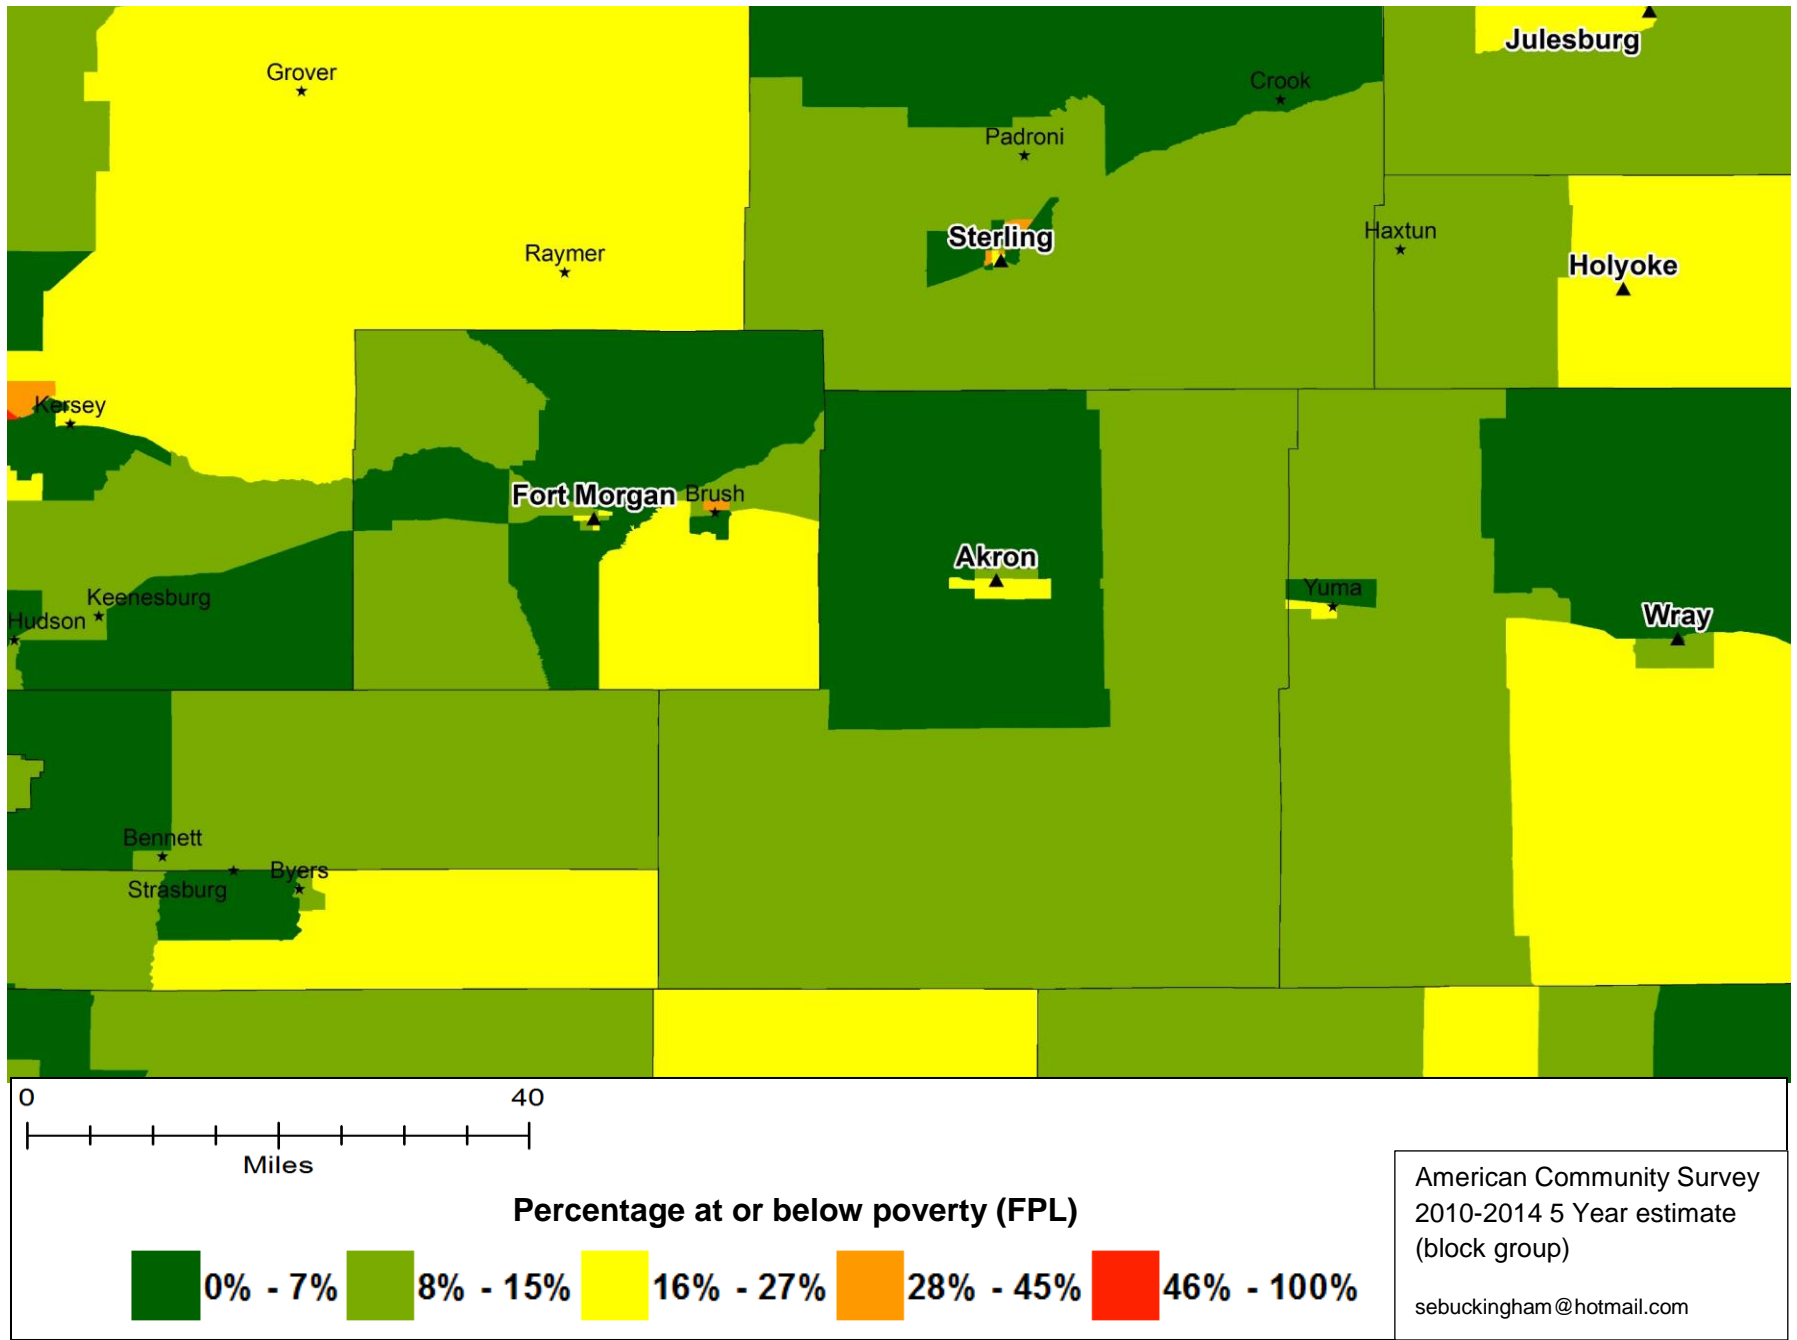 Julesburg
Grover
Crook
Padroni
Haxtun
Sterling
Raymer
Holyoke
Kersey
Fort Morgan
Brush
Akron
Yuma
Keenesburg
Hudson
Wray
Bennett
Byers
Strasburg
0 40
Miles
Percentage at or below poverty (FPL)
0% - 7% 8% - 15% 16% - 27% 28% - 45% 46% - 100%
American Community Survey
2010-2014 5 Year estimate
(block group)
sebuckingham@hotmail.com